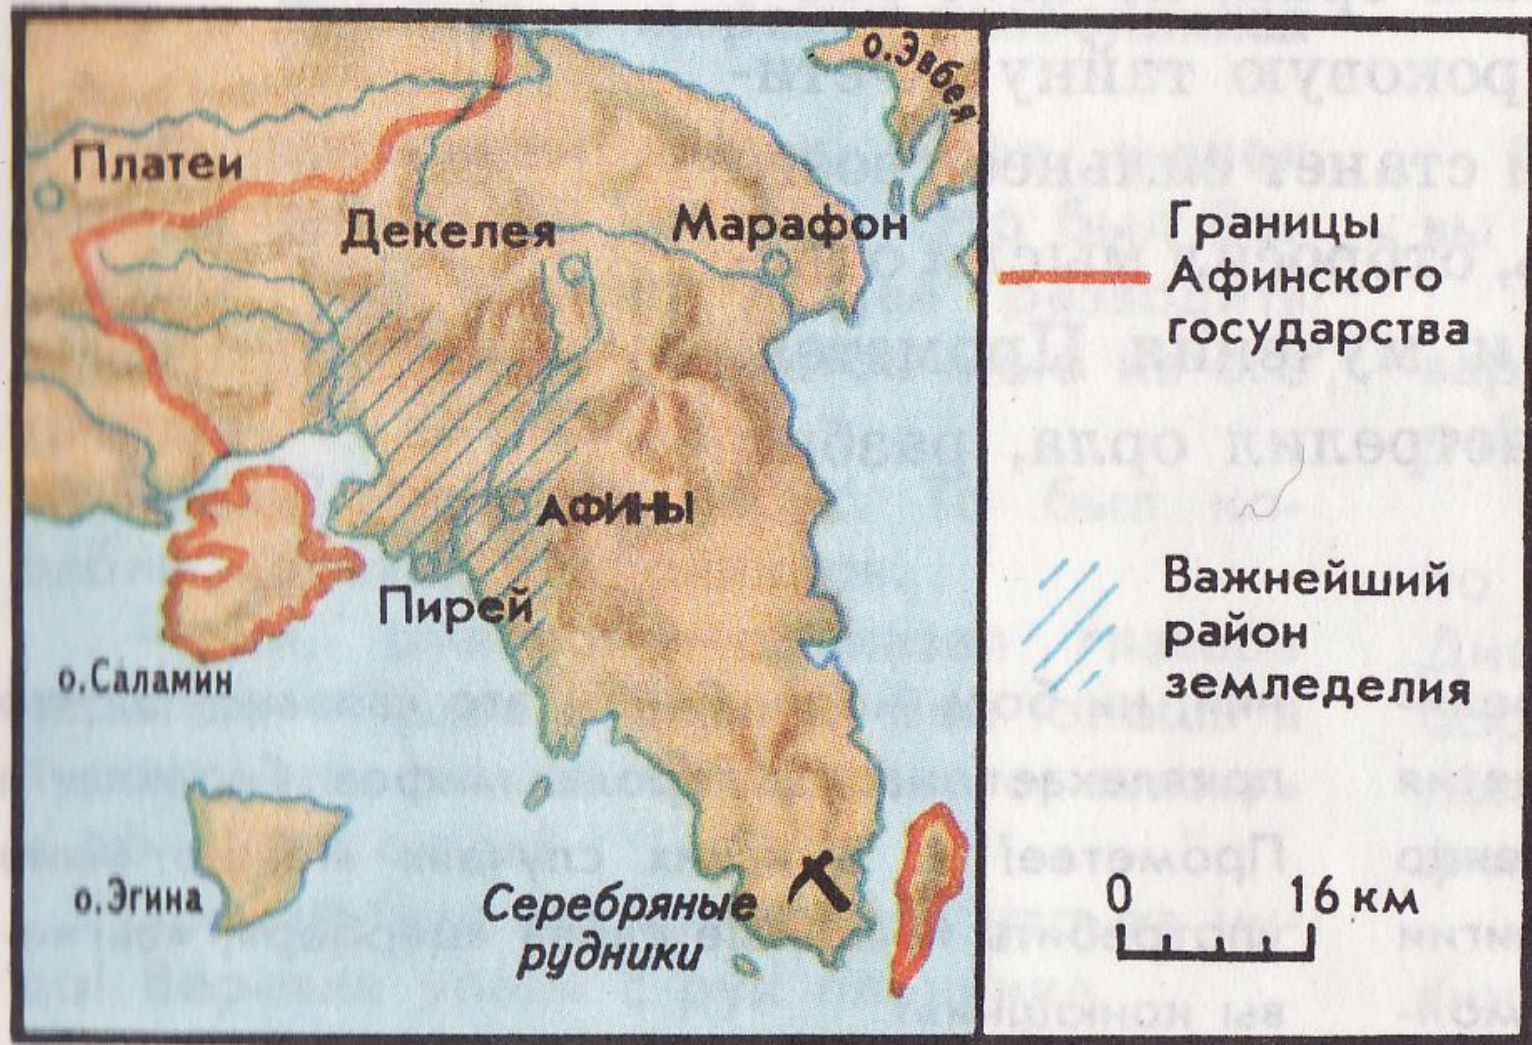 о.Эвбея
Платеи
Декелея
Марафон
АФИНЫ
Пирей
о.Саламин
о.Эгина
Серебряные
рудники
Границы
Афинского
государства
Важнейший
район
земледелия
0 16 км